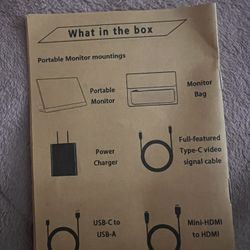 What in the box
Portable Monitor mountings
Portable
Monitor
Monitor
Bag
Power
Charger
Full-featured
Type-C video
signal cable
USB-C to
USB-A
Mini-HDMI
to HDMI